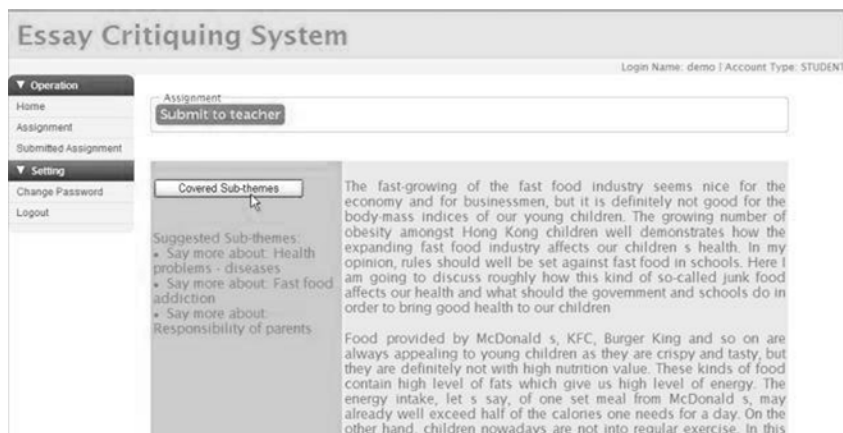 Essay Critiquing System
Login Name: demo | Account Type: STUDENT
▼ Operation
Home
Assignment
Submitted Assignment
▼ Setting
Change Password
Logout
Assignment
Submit to teacher
Covered Sub-themes
Suggested Sub-themes:
• Say more about: Health
problems - diseases
• Say more about: Fast food
addiction
• Say more about:
Responsibility of parents
The fast-growing of the fast food industry seems nice for the
economy and for businessmen, but it is definitely not good for the
body-mass indices of our young children. The growing number of
obesity amongst Hong Kong children well demonstrates how the
expanding fast food industry affects our children s health. In my
opinion, rules should well be set against fast food in schools. Here I
am going to discuss roughly how this kind of so-called junk food
affects our health and what should the government and schools do in
order to bring good health to our children
Food provided by McDonald s, KFC, Burger King and so on are
always appealing to young children as they are crispy and tasty, but
they are definitely not with high nutrition value. These kinds of food
contain high level of fats which give us high level of energy. The
energy intake, let s say, of one set meal from McDonald s, may
already well exceed half of the calories one needs for a day. On the
other hand, children nowadays are not into regular exercise. In this